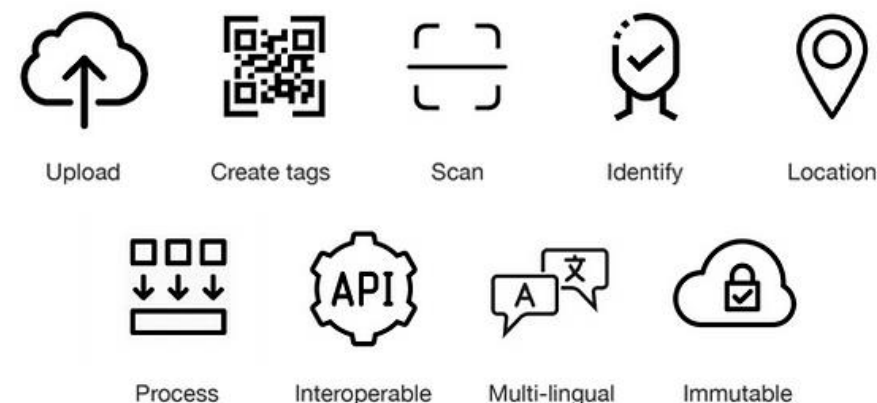 Upload Create tags Scan Identify Location
API A 文
Process Interoperable Multi-lingual Immutable